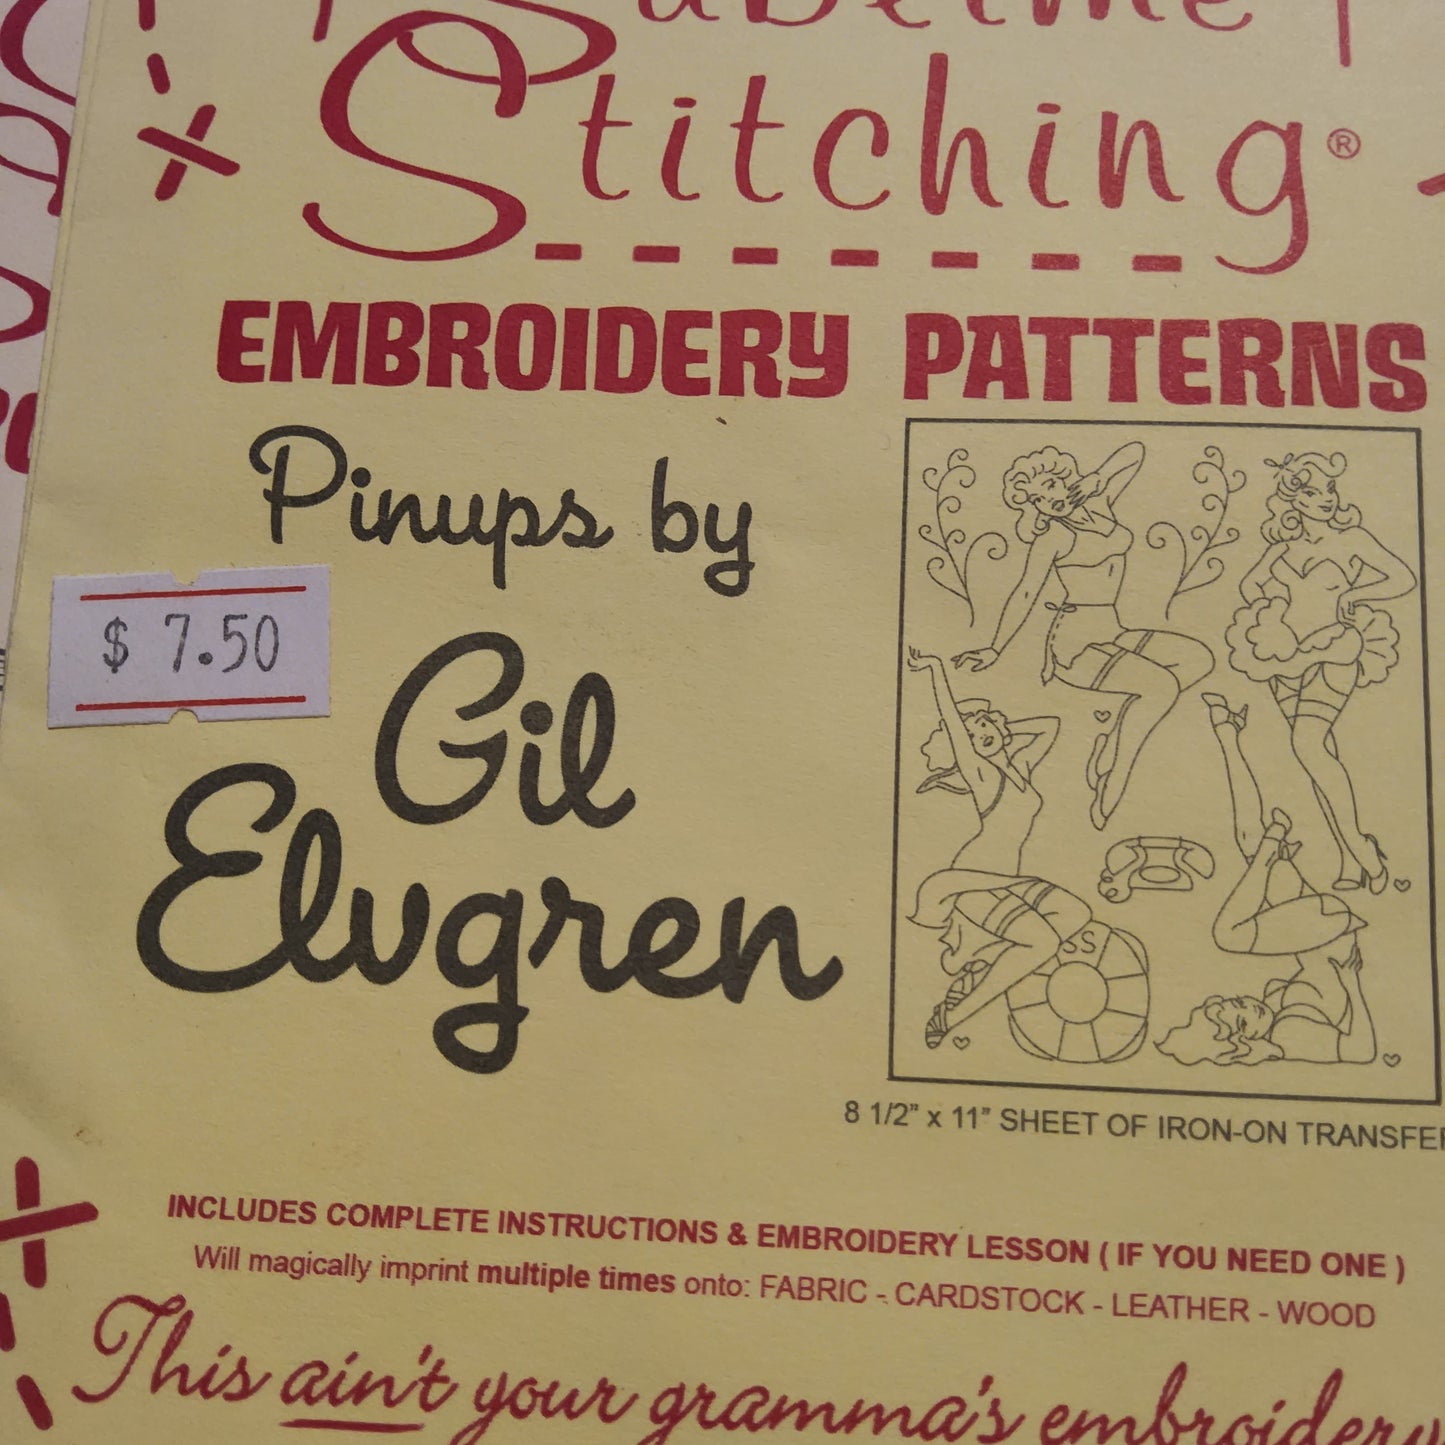 Sublime
Stitching®
EMBROIDERY PATTERNS
Pinups by
$ 7.50
Gil
Elvgren
SS
8 1/2” x 11” SHEET OF IRON-ON TRANSFER
INCLUDES COMPLETE INSTRUCTIONS & EMBROIDERY LESSON ( IF YOU NEED ONE )
Will magically imprint multiple times onto: FABRIC - CARDSTOCK - LEATHER - WOOD
This ain't your gramma's embroidery